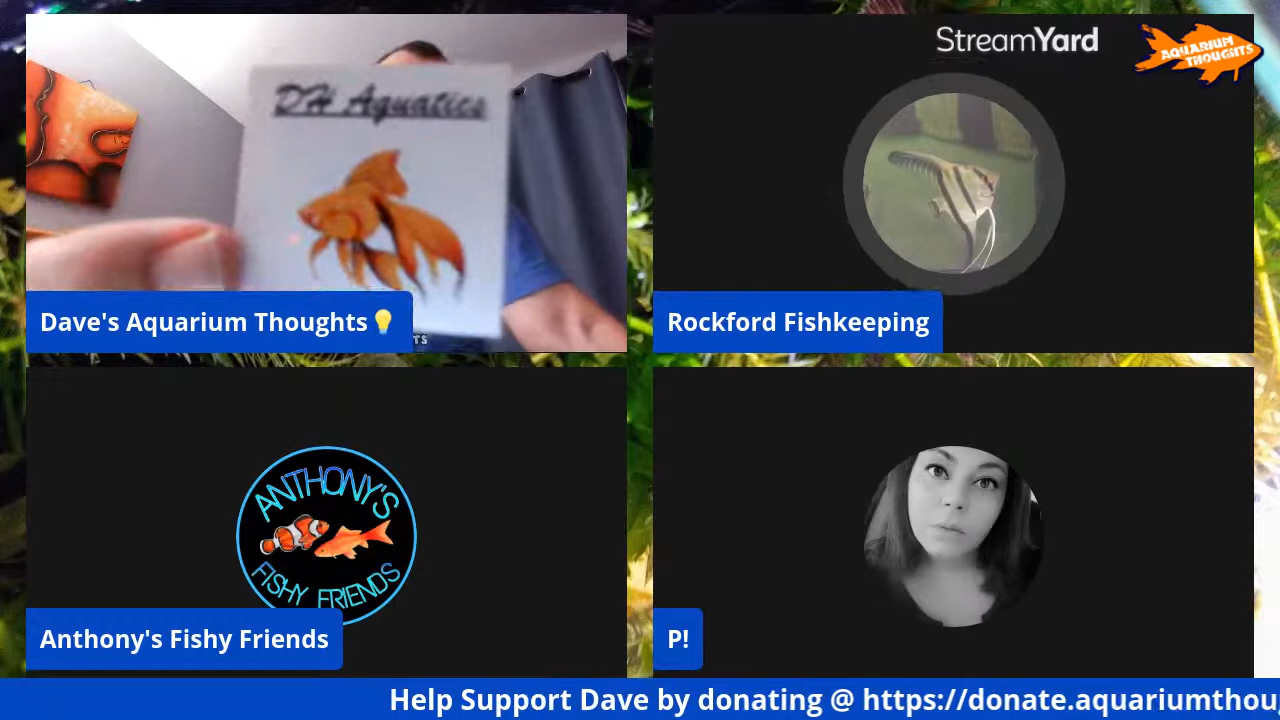 StreamYard
AQUARIUM
THOUGHTS
DH Aquatics
Dave's Aquarium Thoughts💡
TS
Rockford Fishkeeping
ANTHONY'S
FISHY FRIENDS
Anthony's Fishy Friends
P!
Help Support Dave by donating @ https://donate.aquariumthou